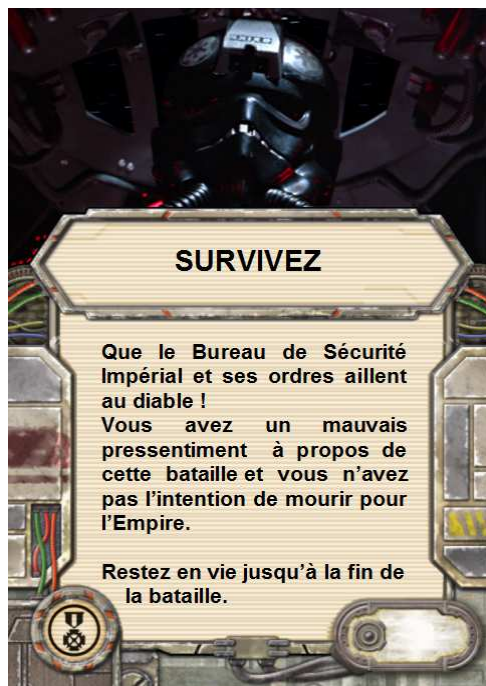 SURVIVEZ
Que le Bureau de Sécurité
Impérial et ses ordres aillent
au diable !
Vous avez un mauvais
pressentiment à propos de
cette bataille et vous n’avez
pas l’intention de mourir pour
l’Empire.
Restez en vie jusqu’à la fin de
la bataille.